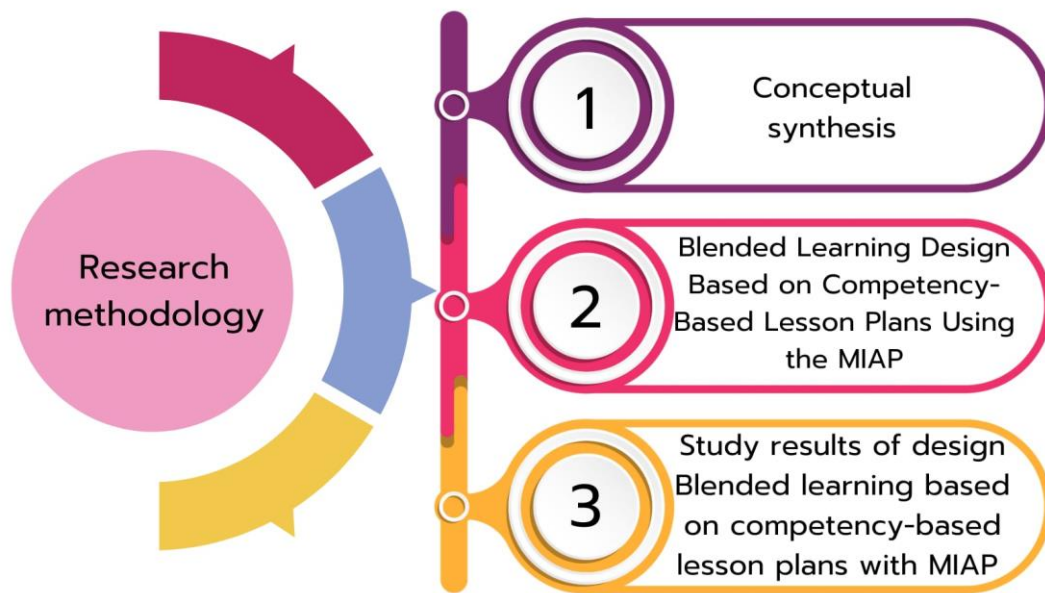 Research
methodology
1
Conceptual
synthesis
2
Blended Learning Design
Based on Competency-
Based Lesson Plans Using
the MIAP
3
Study results of design
Blended learning based
on competency-based
lesson plans with MIAP